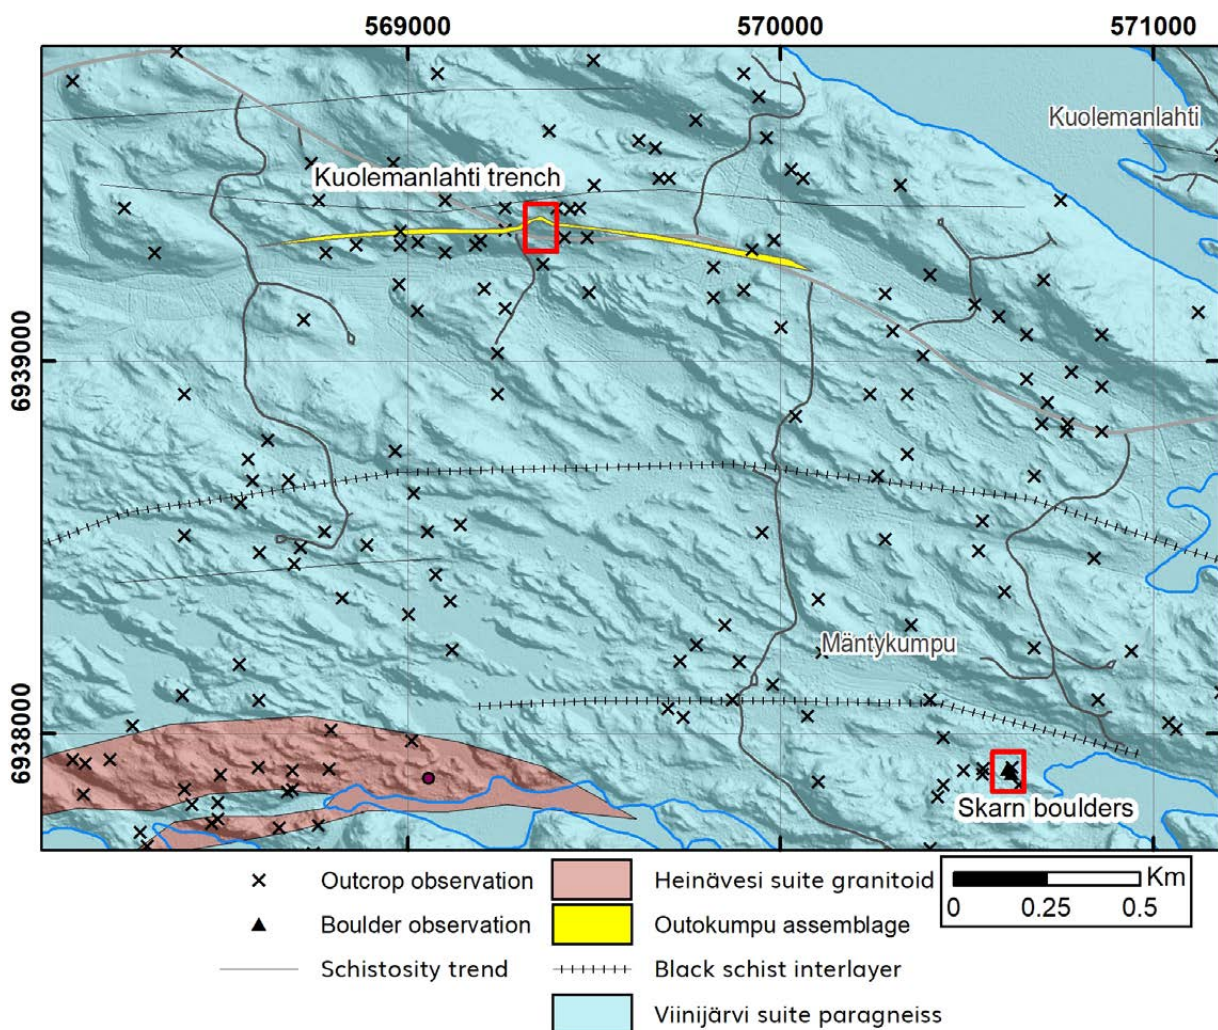 569000 570000 571000
Kuolemanlahti
Kuolemanlahti trench
6939000
Mäntykumpu
6938000
Skarn boulders
Outcrop observation
Boulder observation
Schistosity trend
Heinävesi suite granitoid
Outokumpu assemblage
Black schist interlayer
Viinijärvi suite paragneiss
Km
0 0.25 0.5